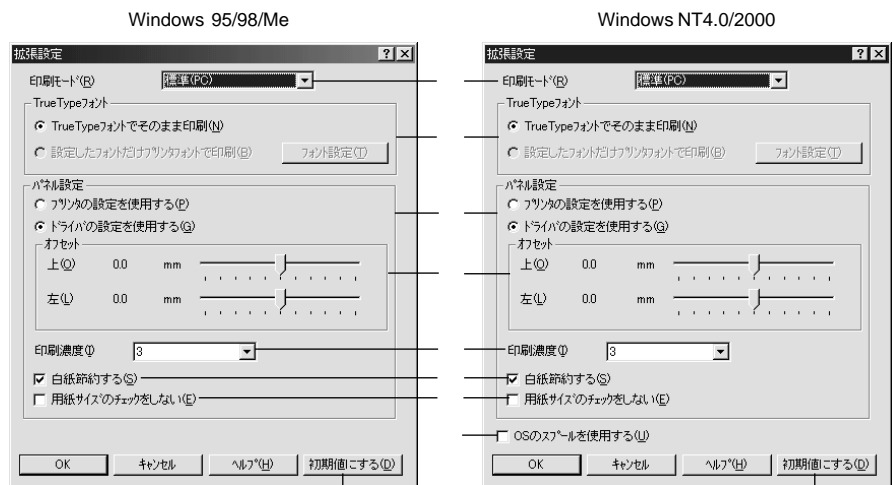 Windows 95/98/Me
拡張設定
印刷モード(R) 標準(PC)
TrueTypeフォント
TrueTypeフォントでそのまま印刷(N)
設定したフォントだけプリンタフォントで印刷(B) フォント設定(T)
パネル設定
プリンタの設定を使用する(P)
ドライバの設定を使用する(G)
オフセット
上(O) 0.0 mm
左(L) 0.0 mm
印刷濃度(I) 3
白紙節約する(S)
用紙サイズのチェックをしない(E)
OK キャンセル ヘルプ(H) 初期値にする(D)
Windows NT4.0/2000
拡張設定
印刷モード(R) 標準(PC)
TrueTypeフォント
TrueTypeフォントでそのまま印刷(N)
設定したフォントだけプリンタフォントで印刷(B) フォント設定(T)
パネル設定
プリンタの設定を使用する(P)
ドライバの設定を使用する(G)
オフセット
上(O) 0.0 mm
左(L) 0.0 mm
印刷濃度(I) 3
白紙節約する(S)
用紙サイズのチェックをしない(E)
OSのスプールを使用する(U)
OK キャンセル ヘルプ(H) 初期値にする(D)